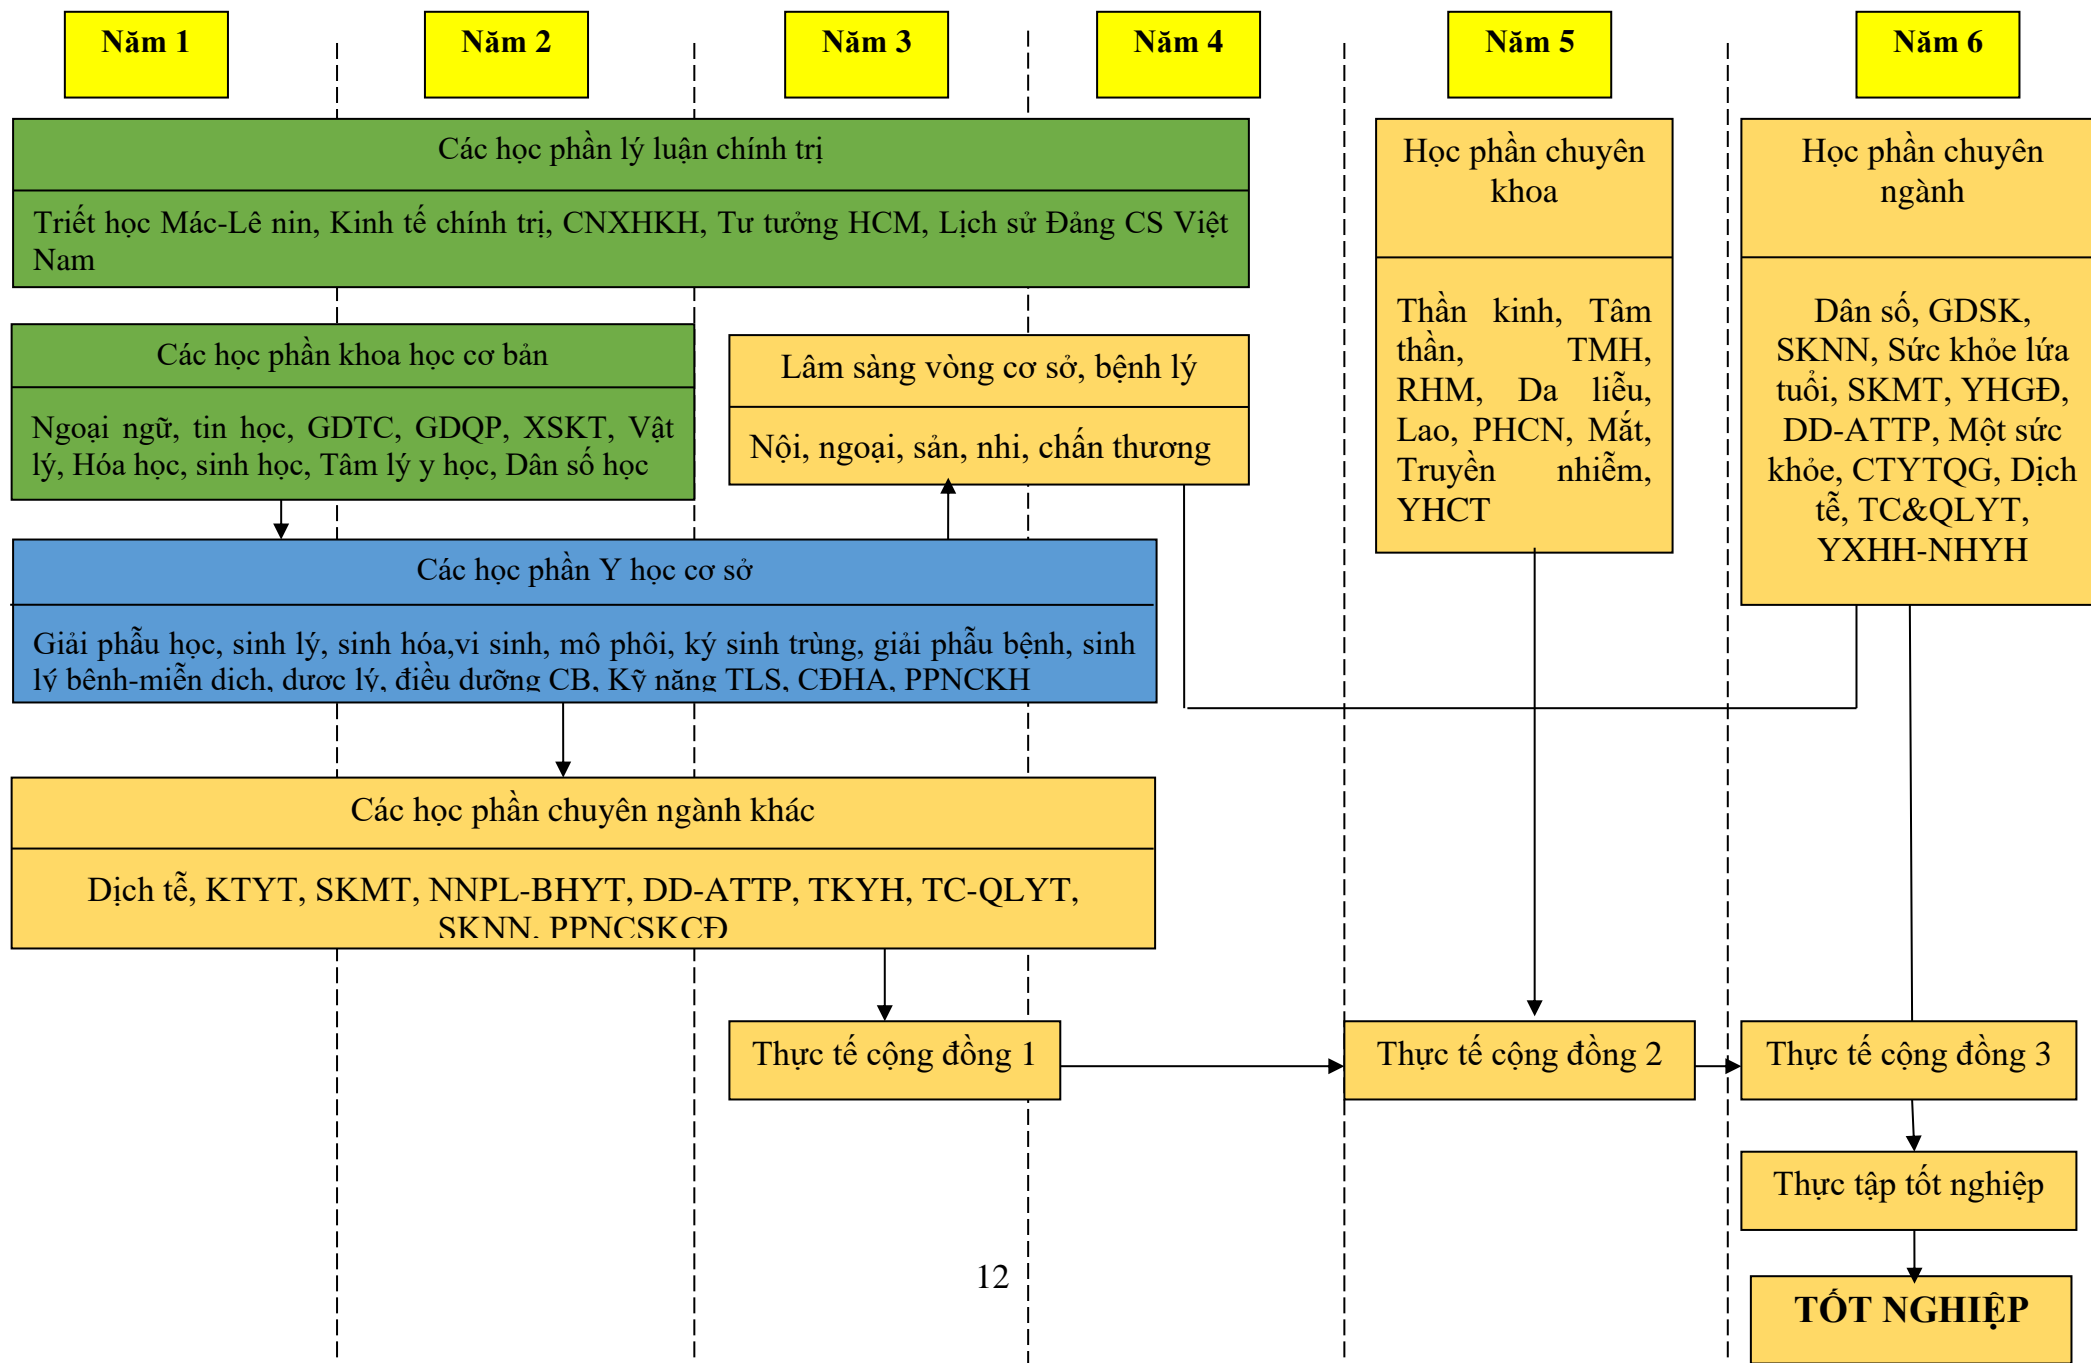 Năm 1
Năm 2
Năm 3
Năm 4
Năm 5
Năm 6
Các học phần lý luận chính trị
Triết học Mác-Lê nin, Kinh tế chính trị, CNXHKH, Tư tưởng HCM, Lịch sử Đảng CS Việt
Nam
Học phần chuyên
khoa
Thần kinh, Tâm
thần, TMH,
RHM, Da liễu,
Lao, PHCN, Mắt,
Truyền nhiễm,
YHCT
Học phần chuyên
ngành
Dân số, GDSK,
SKNN, Sức khỏe lứa
tuổi, SKMT, YHGĐ,
DD-ATTP, Một sức
khỏe, CTYTQG, Dịch
tễ, TC&QLYT,
YXHH-NHYH
Các học phần khoa học cơ bản
Ngoại ngữ, tin học, GDTC, GDQP, XSKT, Vật
lý, Hóa học, sinh học, Tâm lý y học, Dân số học
Lâm sàng vòng cơ sở, bệnh lý
Nội, ngoại, sản, nhi, chấn thương
Các học phần Y học cơ sở
Giải phẫu học, sinh lý, sinh hóa,vi sinh, mô phôi, ký sinh trùng, giải phẫu bệnh, sinh
lý bệnh-miễn dịch, dược lý, điều dưỡng CB, Kỹ năng TLS, CĐHA, PPNCKH
Các học phần chuyên ngành khác
Dịch tễ, KTYT, SKMT, NNPL-BHYT, DD-ATTP, TKYH, TC-QLYT,
SKNN, PPNCSKCĐ
Thực tế cộng đồng 1
Thực tế cộng đồng 2
Thực tế cộng đồng 3
Thực tập tốt nghiệp
TỐT NGHIỆP
12